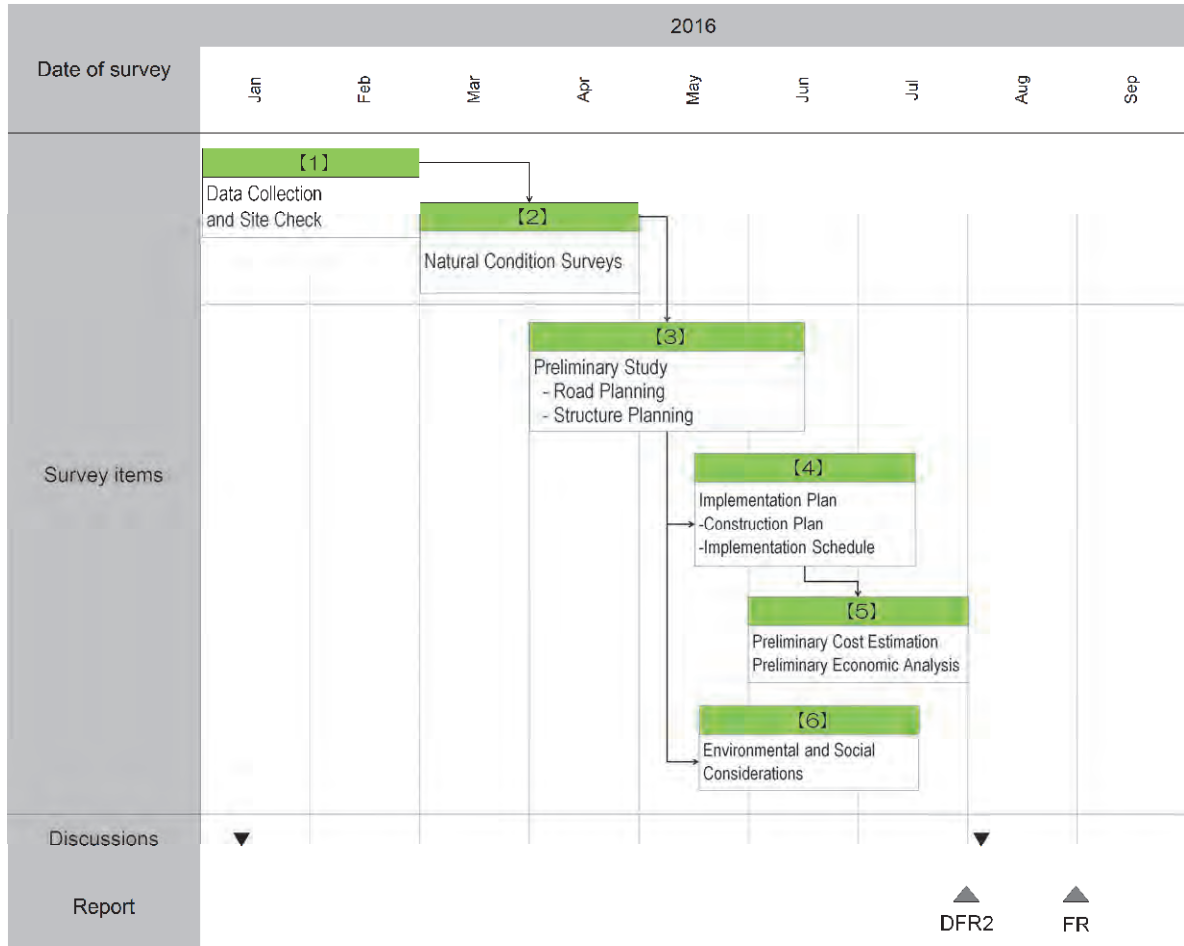 2016
Date of survey
Jan
Feb
Mar
Apr
May
Jun
Jul
Aug
Sep
Survey items
【1】
Data Collection
and Site Check
【2】
Natural Condition Surveys
【3】
Preliminary Study
- Road Planning
- Structure Planning
【4】
Implementation Plan
-Construction Plan
-Implementation Schedule
【5】
Preliminary Cost Estimation
Preliminary Economic Analysis
【6】
Environmental and Social
Considerations
Discussions
Report
DFR2
FR